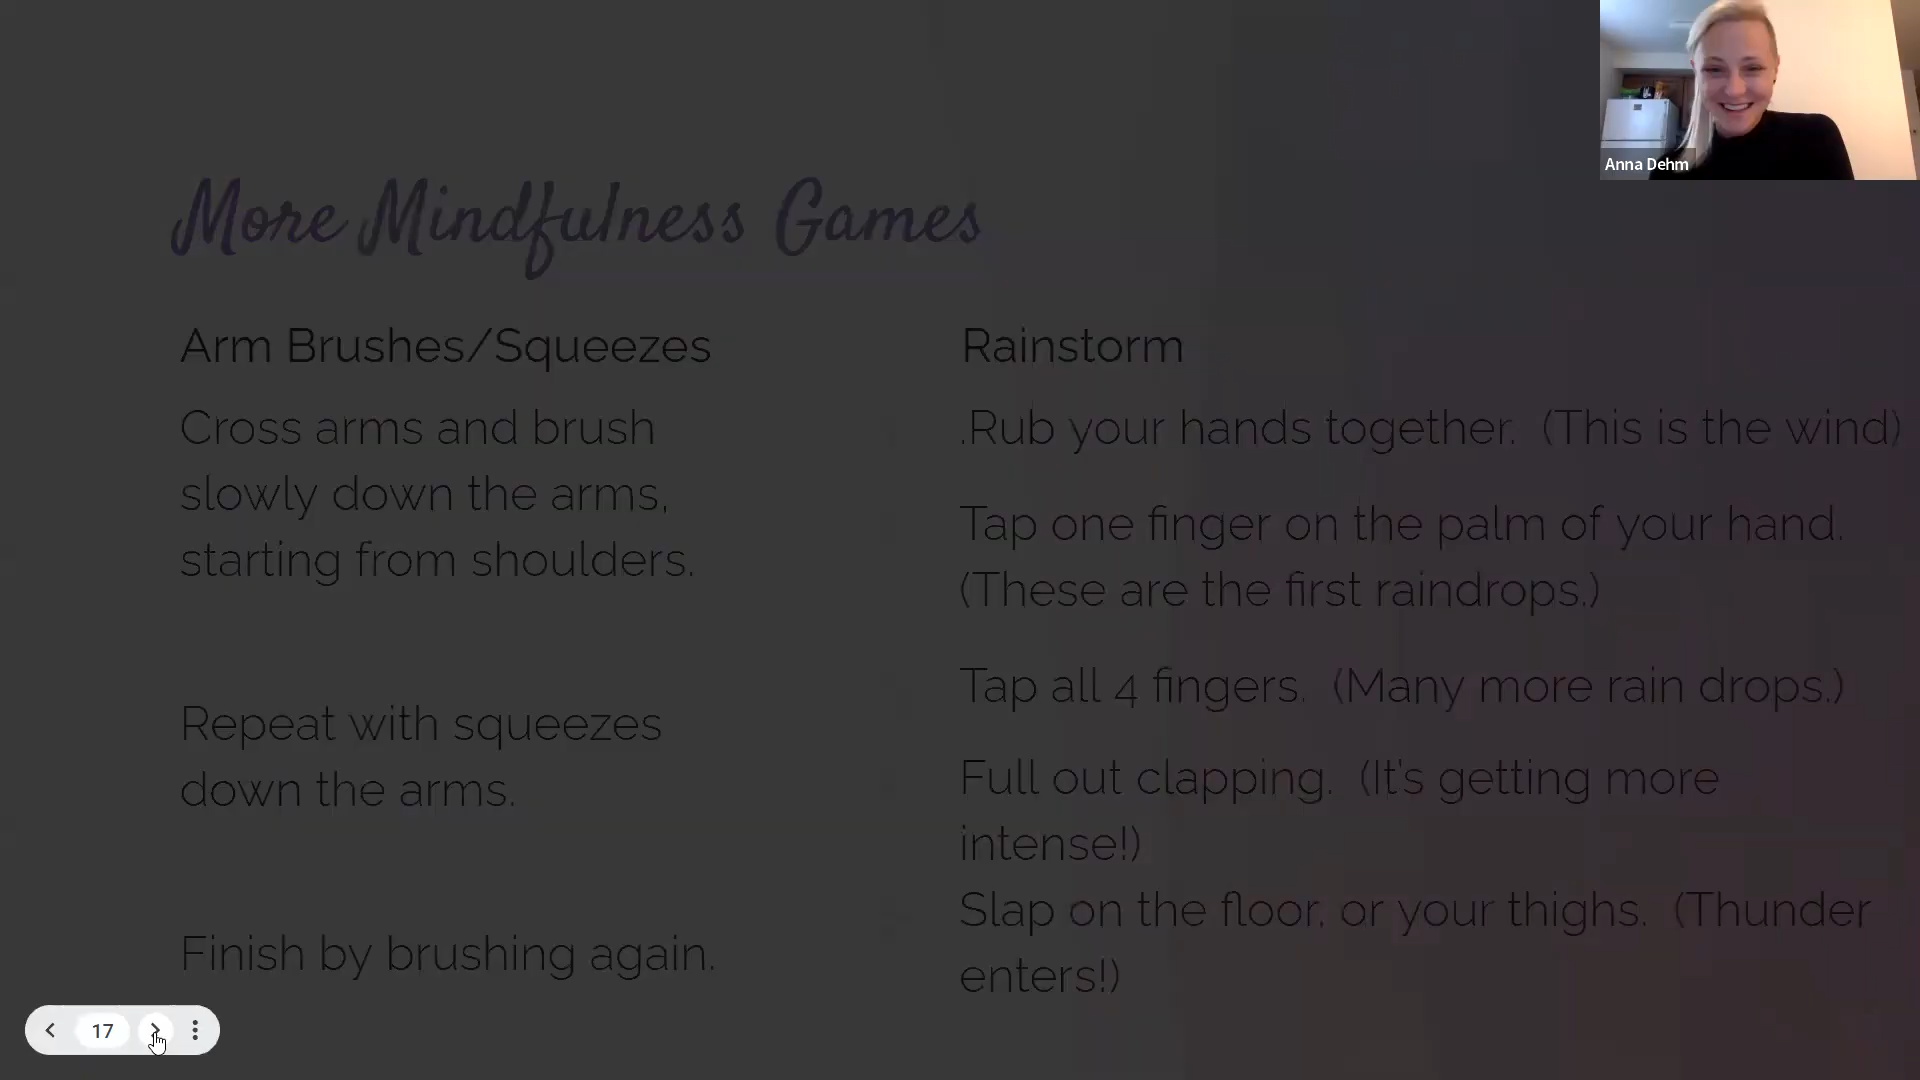 Anna Dehm
More Mindfulness Games
Arm Brushes/Squeezes
Cross arms and brush
slowly down the arms,
starting from shoulders.
Repeat with squeezes
down the arms.
Finish by brushing again.
Rainstorm
.Rub your hands together. (This is the wind)
Tap one finger on the palm of your hand.
(These are the first raindrops.)
Tap all 4 fingers. (Many more rain drops.)
Full out clapping. (It's getting more
intense!)
Slap on the floor, or your thighs. (Thunder
enters!)
17